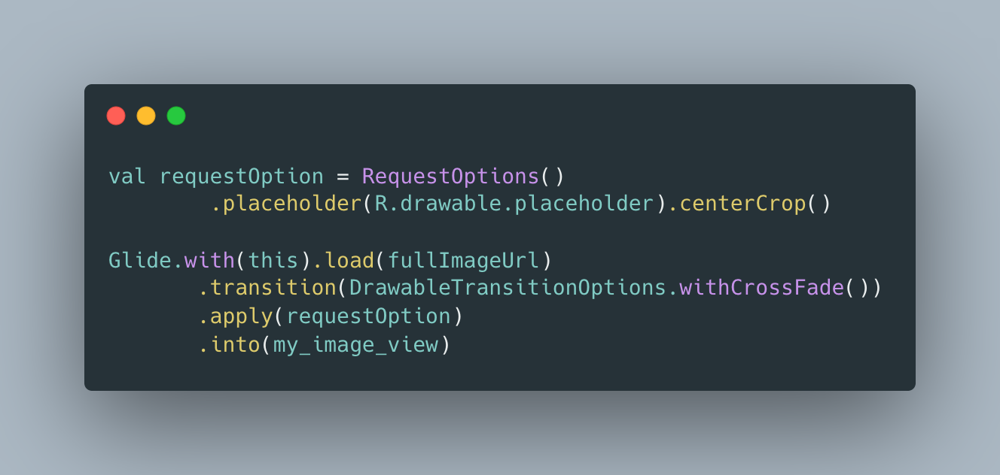 val requestOption = RequestOptions()
        .placeholder(R.drawable.placeholder).centerCrop()

Glide.with(this).load(fullImageUrl)
       .transition(DrawableTransitionOptions.withCrossFade())
       .apply(requestOption)
       .into(my_image_view)